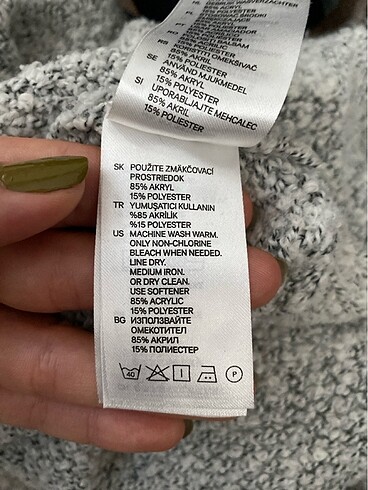 85% AKRIL
15% POLIESTER
SE ANVÄND MJUKMEDEL
85% AKRYL
15% POLYESTER
SI UPORABLJAJTE MEHČALEC
85% AKRIL
15% POLIESTER
SK POUŽITE ZMÄKČOVACÍ
PROSTRIEDOK
85% AKRYL
15% POLYESTER
TR YUMUŞATICI KULLANIN
%85 AKRİLİK
%15 POLYESTER
US MACHINE WASH WARM.
ONLY NON-CHLORINE
BLEACH WHEN NEEDED.
LINE DRY.
MEDIUM IRON.
OR DRY CLEAN.
USE SOFTENER
85% ACRYLIC
15% POLYESTER
BG ИЗПОЛЗВАЙТЕ
ОМЕКОТИТЕЛ
85% АКРИЛ
15% ПОЛИЕСТЕР
40 P